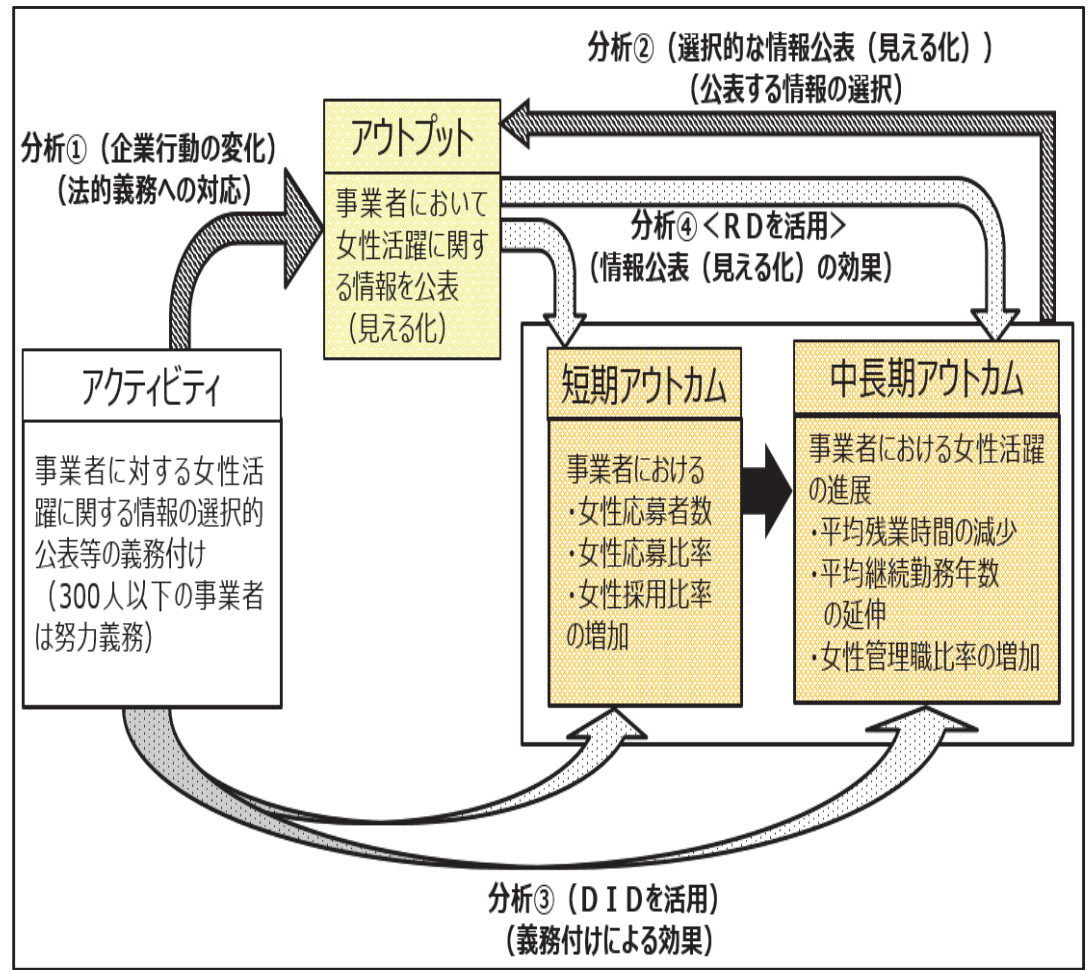 分析②（選択的な情報公表（見える化））
（公表する情報の選択）
分析①（企業行動の変化）
（法的義務への対応）
アウトプット
事業者において
女性活躍に関す
る情報を公表
（見える化）
分析④＜ＲＤを活用＞
（情報公表（見える化）の効果）
アクティビティ
事業者に対する女性活
躍に関する情報の選択的
公表等の義務付け
（300人以下の事業者
は努力義務）
短期アウトカム
事業者における
・女性応募者数
・女性応募比率
・女性採用比率
の増加
中長期アウトカム
事業者における女性活躍
の進展
・平均残業時間の減少
・平均継続勤務年数
の延伸
・女性管理職比率の増加
分析③（ＤＩＤを活用）
（義務付けによる効果）